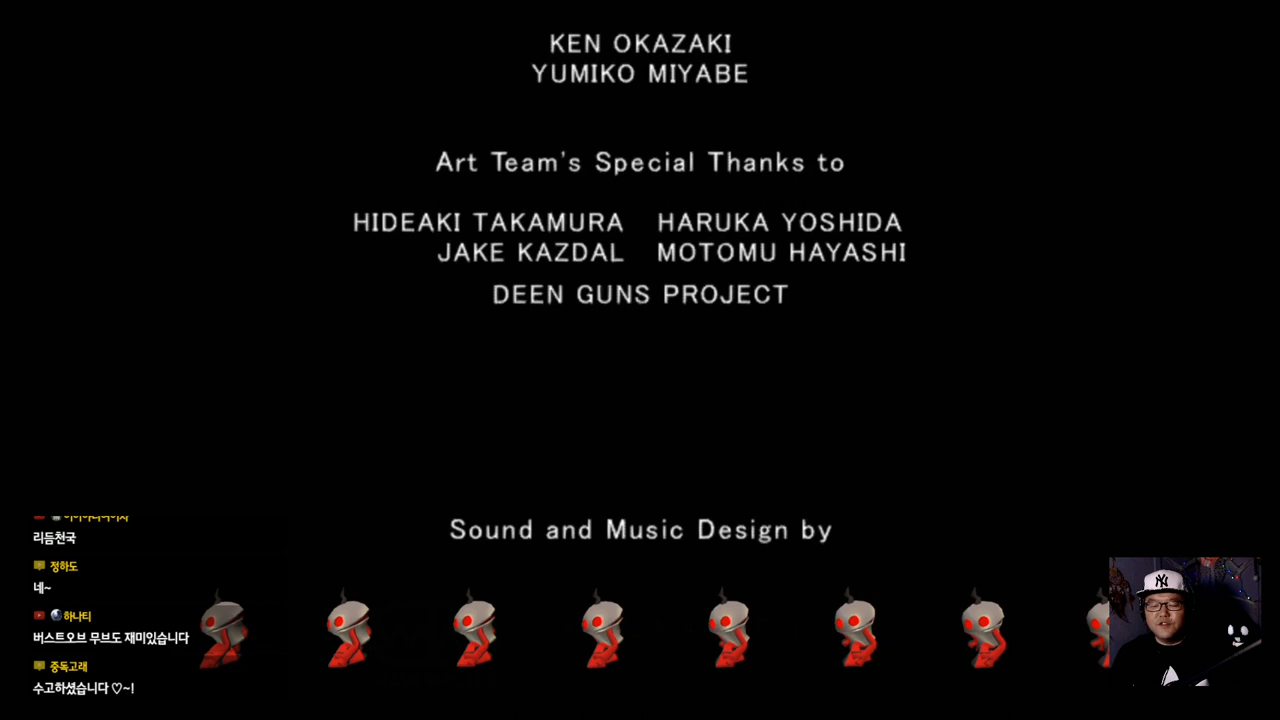 KEN OKAZAKI
YUMIKO MIYABE
Art Team's Special Thanks to
HIDEAKI TAKAMURA HARUKA YOSHIDA
JAKE KAZDAL MOTOMU HAYASHI
DEEN GUNS PROJECT
Sound and Music Design by
리듬천국
정하도
네~
하나티
버스트오브 무브도 재미있습니다
중독고래
수고하셨습니다 ♡~!
NY